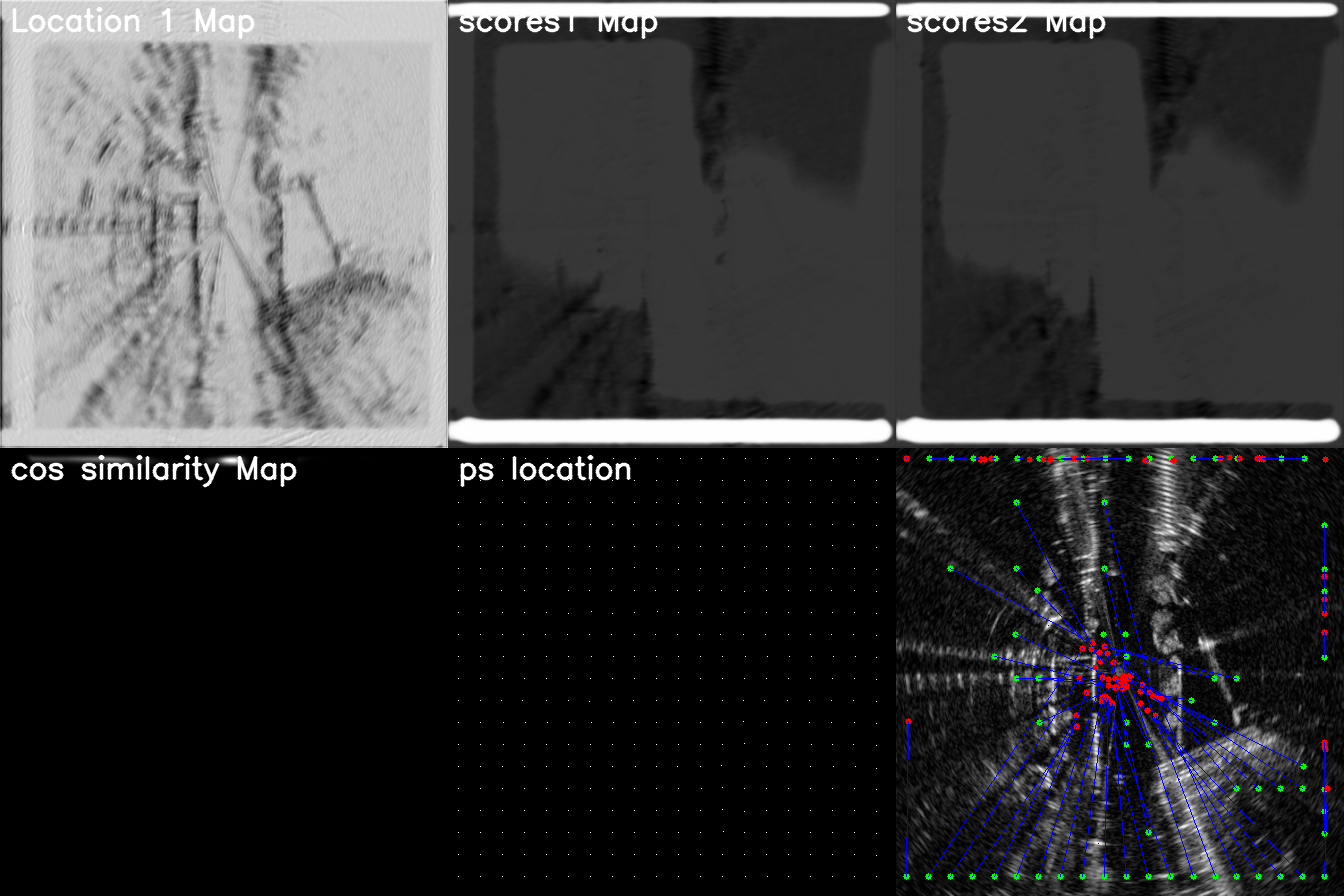 Location 1 Map
scores1 Map
scores2 Map
cos similarity Map
ps location